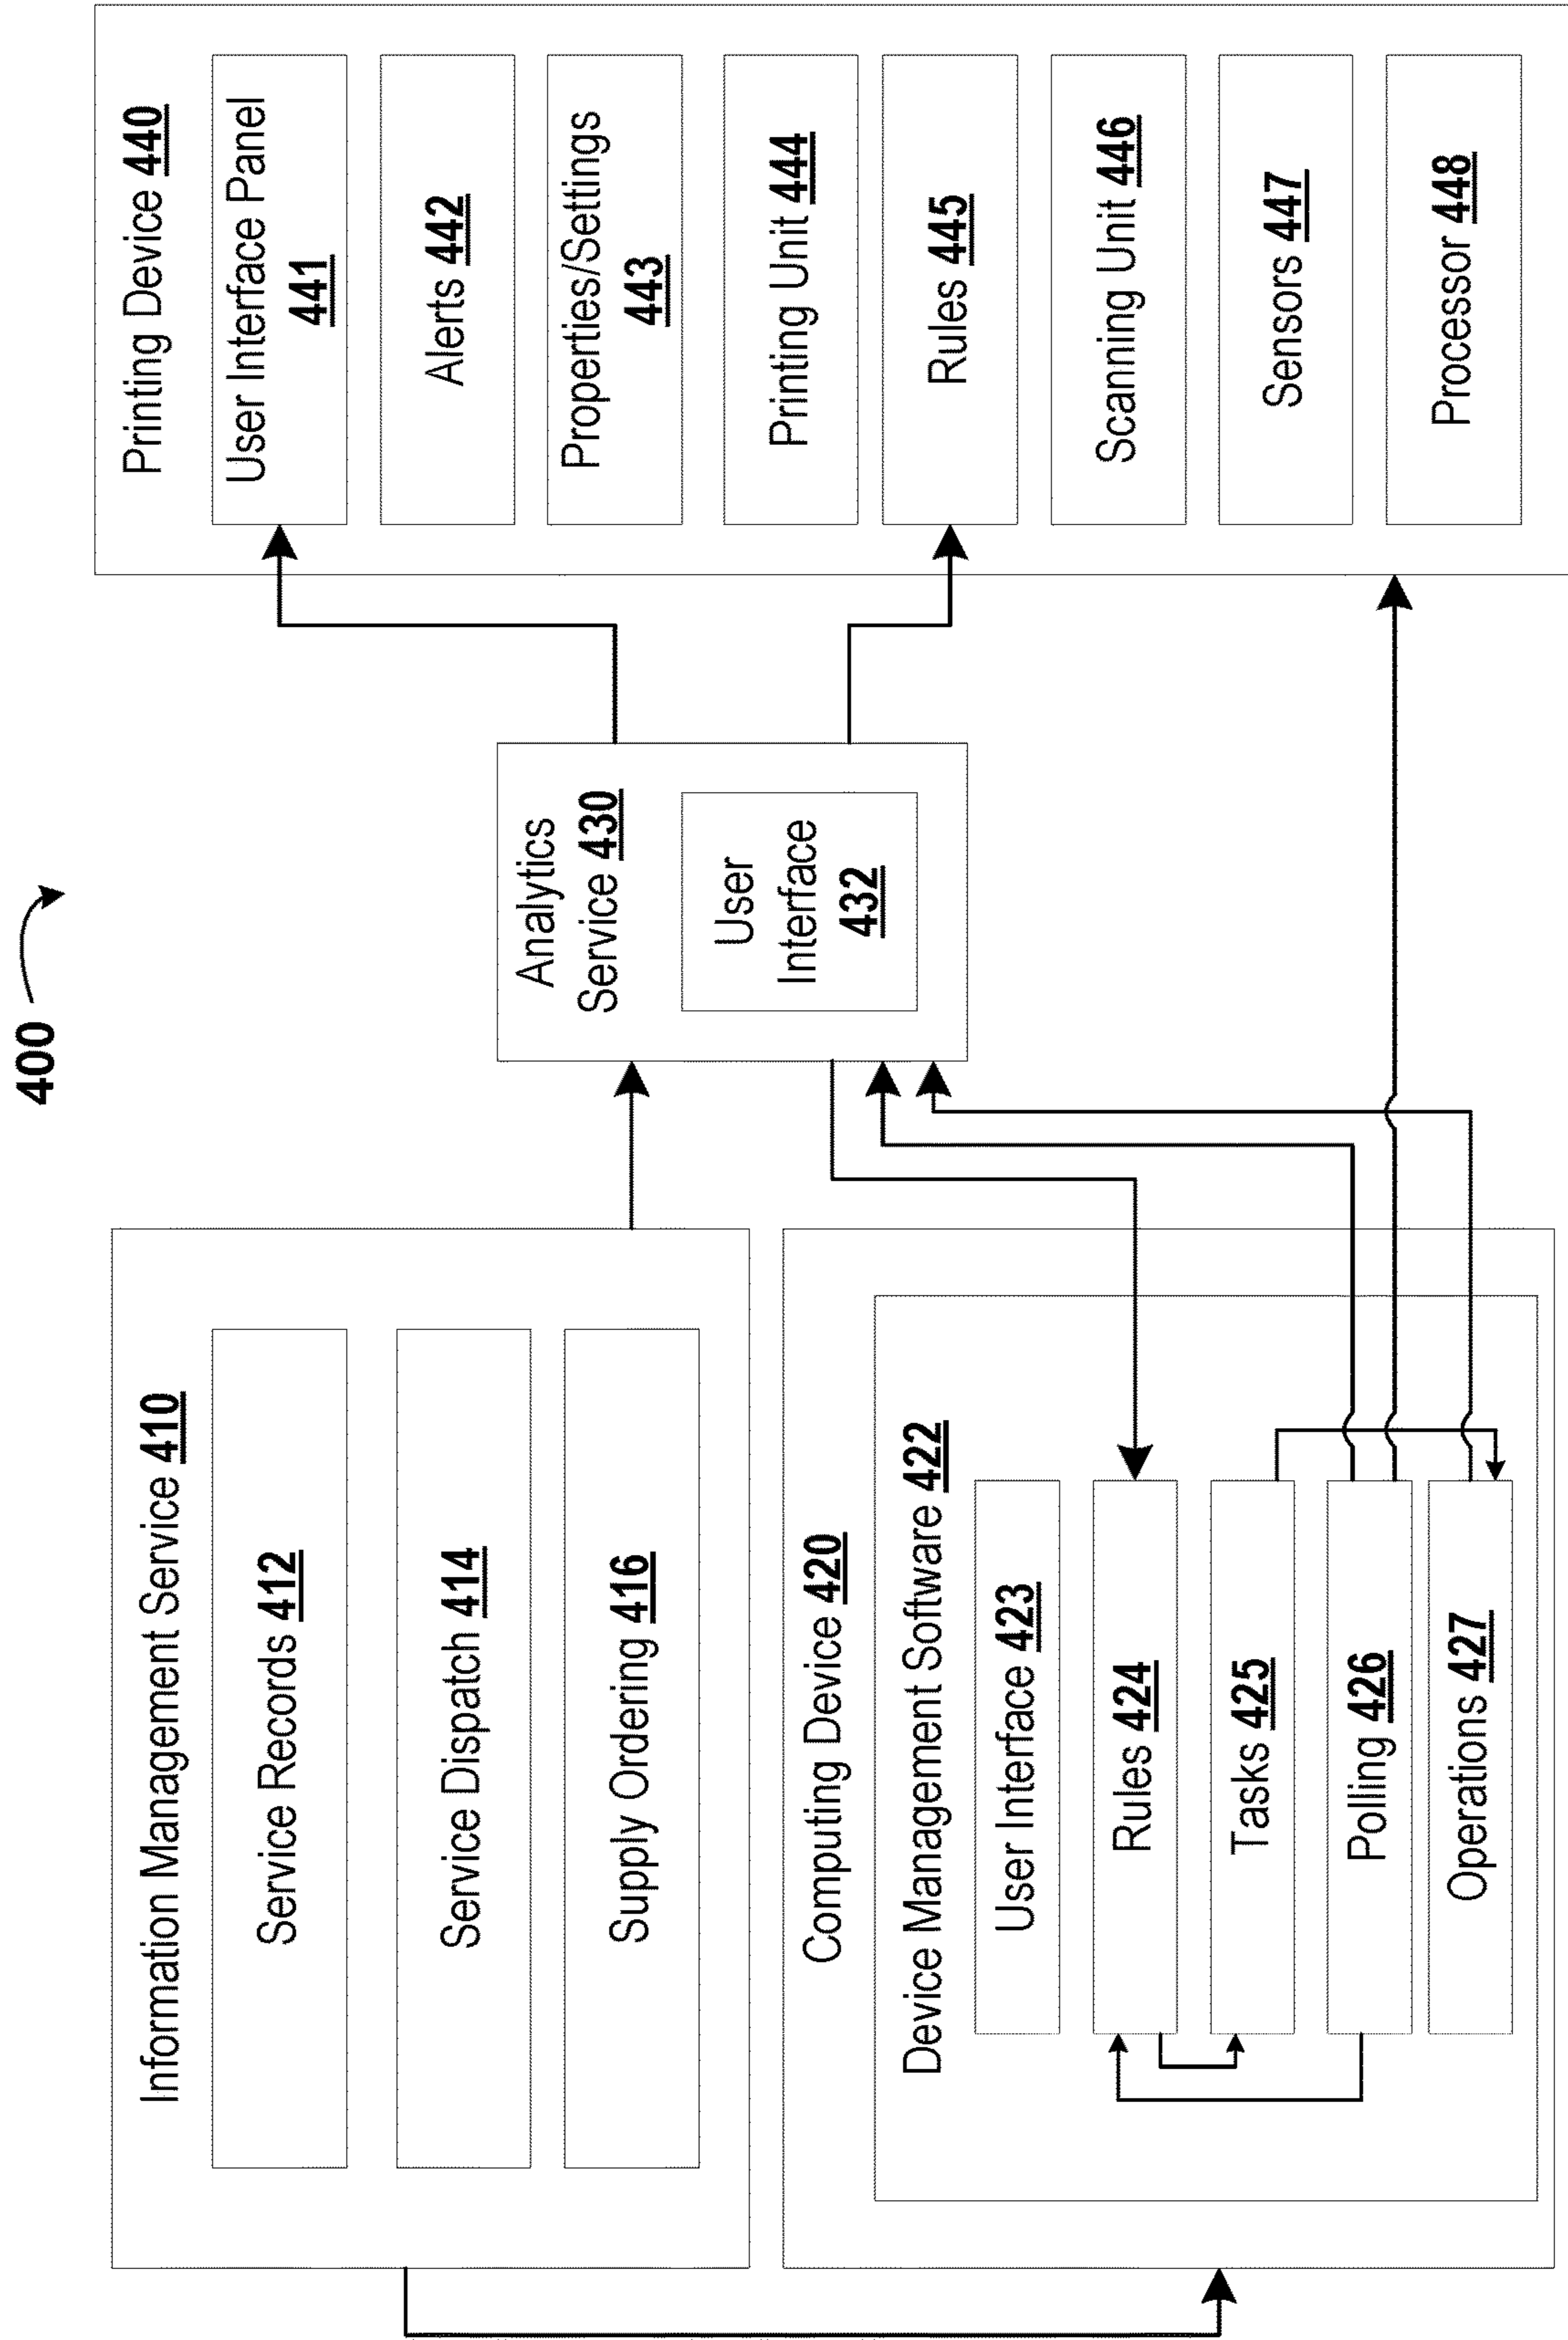 400
Information Management Service 410
Service Records 412
Service Dispatch 414
Supply Ordering 416
Computing Device 420
Device Management Software 422
User Interface 423
Rules 424
Tasks 425
Polling 426
Operations 427
Analytics
Service 430
User
Interface
432
Printing Device 440
User Interface Panel
441
Alerts 442
Properties/Settings
443
Printing Unit 444
Rules 445
Scanning Unit 446
Sensors 447
Processor 448